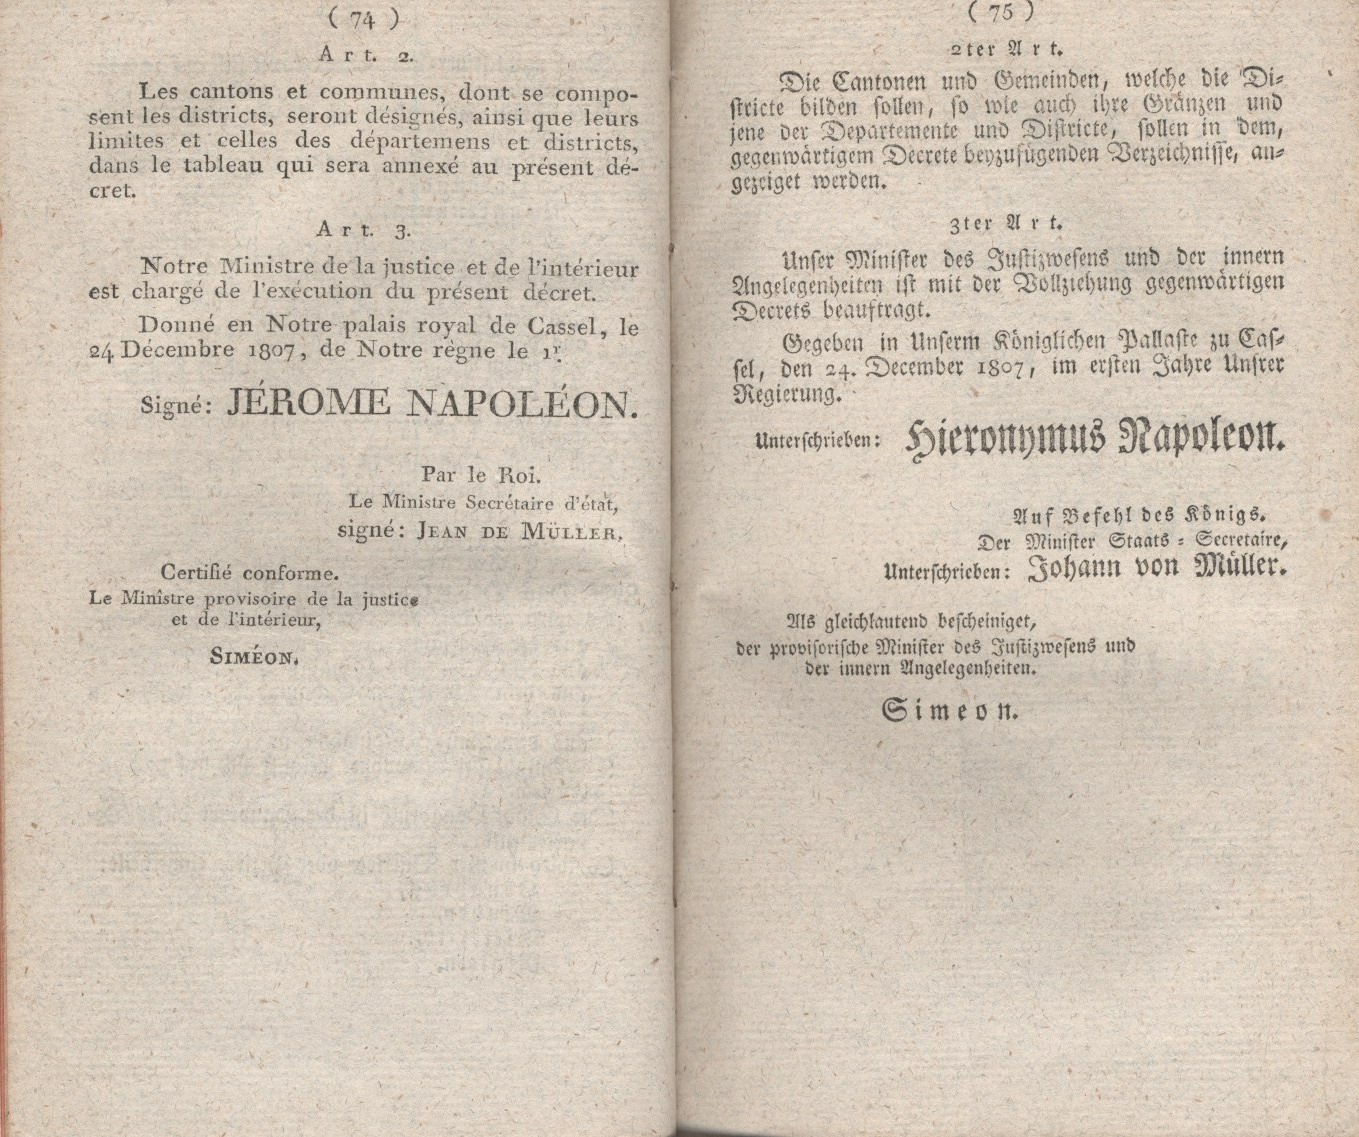 ( 74 )
Art. 2.
Les cantons et communes, dont se compo-
sent les districts, seront désignés, ainsi que leurs
limites et celles des départemens et districts,
dans le tableau qui sera annexé au présent dé-
cret.
Art. 3.
Notre Ministre de la justice et de l'intérieur
est chargé de l'exécution du présent décret.
Donné en Notre palais royal de Cassel, le
24 Décembre 1807, de Notre règne le 1r.
Signé: JÉROME NAPOLÉON.
Par le Roi.
Le Ministre Secrétaire d'état,
signé: JEAN DE MÜLLER.
Certifié conforme.
Le Ministre provisoire de la justice
et de l'intérieur,
SIMÉON.
( 75 )
2ter Art.
Die Cantonen und Gemeinden, welche die Di-
stricte bilden sollen, so wie auch ihre Gränzen und
jene der Departemente und Districte, sollen in dem,
gegenwärtigem Decrete beyzufügenden Verzeichnisse, an-
gezeiget werden.
3ter Art.
Unser Minister des Justizwesens und der innern
Angelegenheiten ist mit der Vollziehung gegenwärtigen
Decrets beauftragt.
Gegeben in Unserm Königlichen Pallaste zu Cas-
sel, den 24. December 1807, im ersten Jahre Unsrer
Regierung.
Unterschrieben: Hieronymus Napoleon.
Auf Befehl des Königs.
Der Minister Staats-Secretaire,
Unterschrieben: Johann von Müller.
Als gleichlautend bescheiniget,
der provisorische Minister des Justizwesens und
der innern Angelegenheiten.
Simeon.